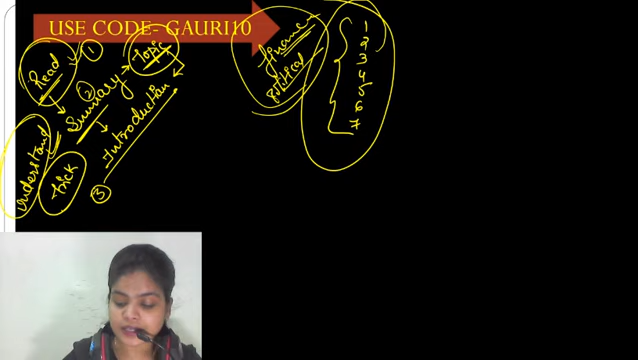 USE CODE- GAURI10
Read
1
Topic
2
Summary
Introduction
3
understand
Trick
finance
political
1
2
3
4
5
6
7